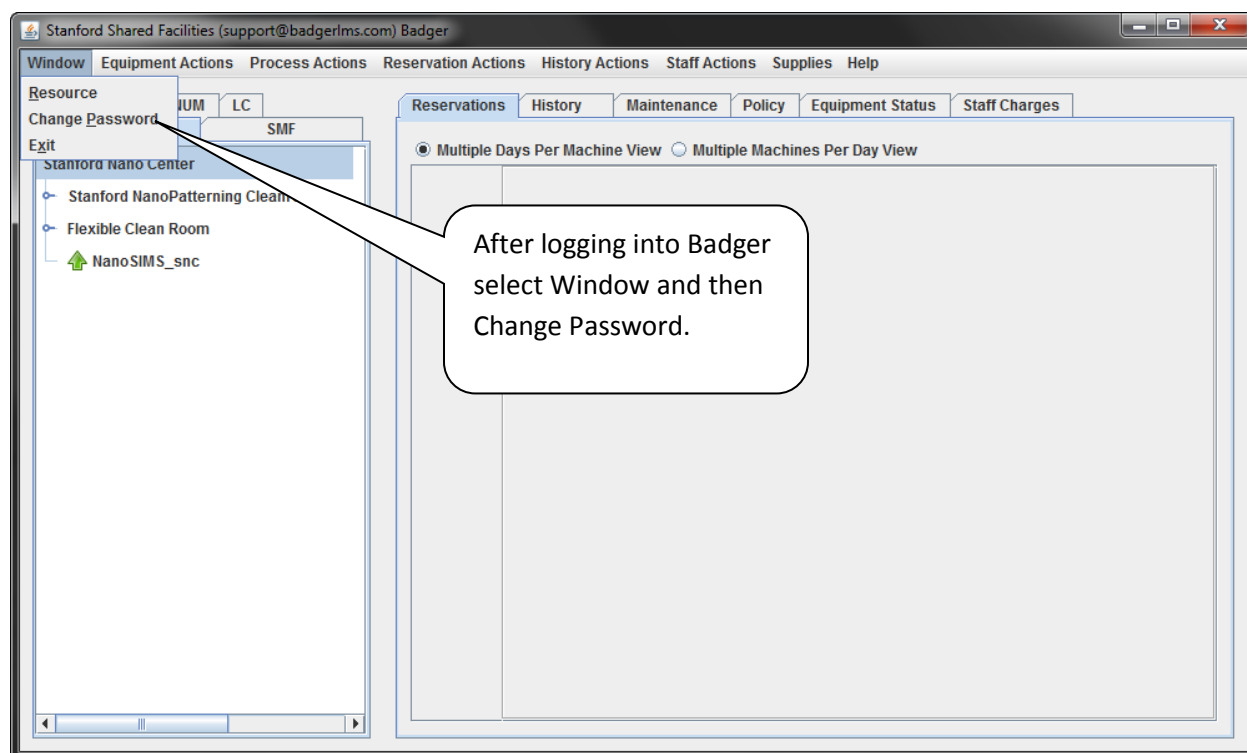 Stanford Shared Facilities (support@badgerlms.com) Badger
Window Equipment Actions Process Actions Reservation Actions History Actions Staff Actions Supplies Help
Resource
Change Password
Exit
LC
SMF
Stanford Nano Center
Stanford NanoPatterning
Flexible Clean Room
NanoSIMS_snc
Reservations History Maintenance Policy Equipment Status Staff Charges
Multiple Days Per Machine View Multiple Machines Per Day View
After logging into Badger
select Window and then
Change Password.